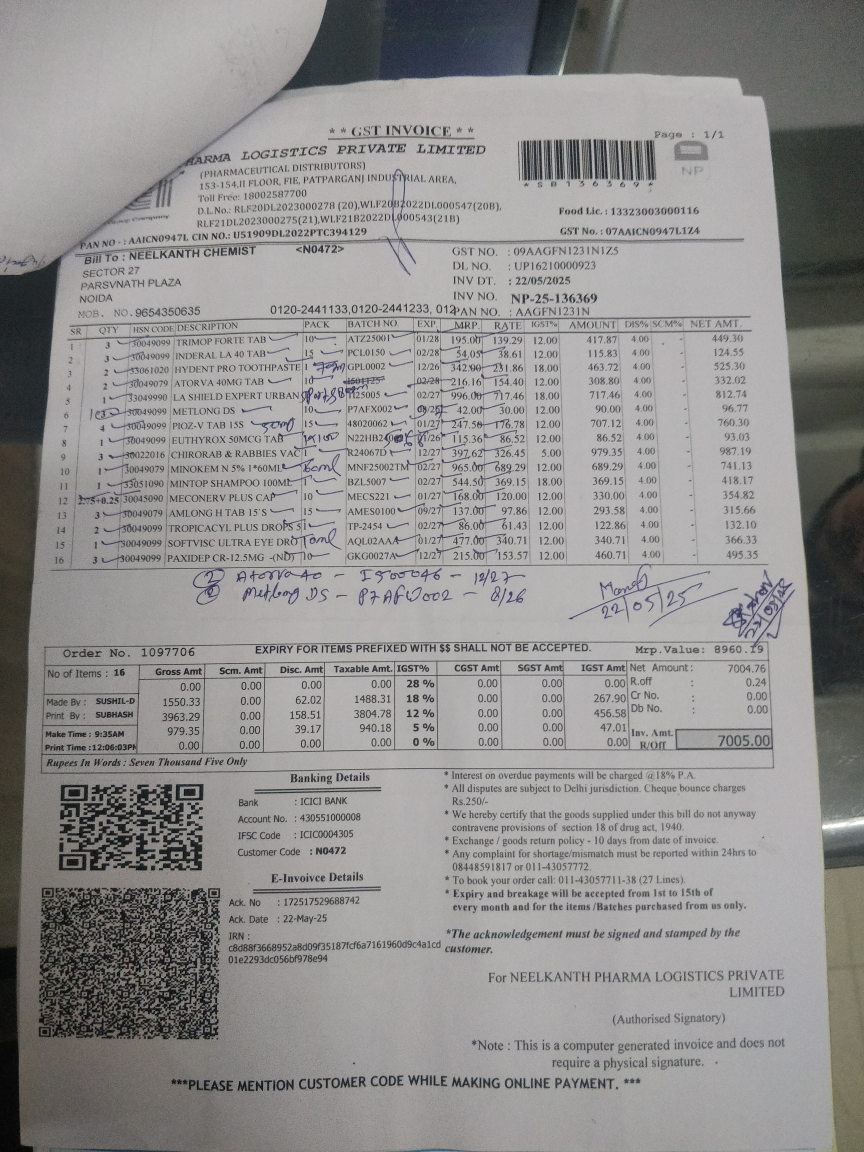 ** GST INVOICE **
Page : 1/1
HARMA LOGISTICS PRIVATE LIMITED
(PHARMACEUTICAL DISTRIBUTORS)
153-154,II FLOOR, FIE, PATPARGANJ INDUSTRIAL AREA,
Toll Free: 18002587700
D.L.No.: RLF20DL2023000278 (20),WLF20B2022DL000547(20B),
RLF21DL2023000275(21),WLF21B2022DL000543(21B)
*SB136369*
NP
Food Lic. : 13323003000116
PAN NO - : AAICN0947L CIN NO.: U51909DL2022PTC394129
GST No. : 07AAICN0947L1Z4
Bill To : NEELKANTH CHEMIST <N0472>
SECTOR 27
PARSVNATH PLAZA
NOIDA
MOB. NO. 9654350635 0120-2441133,0120-2441233, 012
GST NO. : 09AAGFN1231N1Z5
DL NO. : UP16210000923
INV DT. : 22/05/2025
INV NO. NP-25-136369
PAN NO. : AAGFN1231N
SR QTY HSN CODE DESCRIPTION PACK BATCH NO. EXP. MRP. RATE IGST% AMOUNT DIS% SCM% NET AMT.
1 3 30049099 TRIMOP FORTE TAB 10 ATZ25001 01/28 195.00 139.29 12.00 417.87 4.00 - 449.30
2 3 30049099 INDERAL LA 40 TAB 15 PCL0150 02/28 54.05 38.61 12.00 115.83 4.00 - 124.55
3 2 33061020 HYDENT PRO TOOTHPASTE 1 GPL0002 12/26 342.00 231.86 18.00 463.72 4.00 - 525.30
4 2 30049079 ATORVA 40MG TAB 10 02/28 216.16 154.40 12.00 308.80 4.00 - 332.02
5 1 33049990 LA SHIELD EXPERT URBAN H25005 02/27 996.00 717.46 18.00 717.46 4.00 - 812.74
6 30049099 METLONG DS 10 P7AFX002 42.00 30.00 12.00 90.00 4.00 - 96.77
7 4 30049099 PIOZ-V TAB 15S 15 48020062 01/27 247.50 176.78 12.00 707.12 4.00 - 760.30
8 1 30049099 EUTHYROX 50MCG TAB 115.36 86.52 12.00 86.52 4.00 - 93.03
9 3 30022016 CHIRORAB & RABBIES VAC 1 R24067D 12/27 397.62 326.45 5.00 979.35 4.00 - 987.19
10 1 30049079 MINOKEM N 5% 1*60ML 60ml MNF25002TM 02/27 965.00 689.29 12.00 689.29 4.00 - 741.13
11 1 33051090 MINTOP SHAMPOO 100ML 1 BZL5007 02/27 544.50 369.15 18.00 369.15 4.00 - 418.17
12 2.75+0.25 30045090 MECONERV PLUS CAP 10 MECS221 01/27 168.00 120.00 12.00 330.00 4.00 - 354.82
13 3 30049079 AMLONG H TAB 15`S 15 AMES0100 09/27 137.00 97.86 12.00 293.58 4.00 - 315.66
14 2 30049099 TROPICACYL PLUS DROPS 5 1 TP-2454 02/27 86.00 61.43 12.00 122.86 4.00 - 132.10
15 1 30049099 SOFTVISC ULTRA EYE DRO AQL02AAA 01/27 477.00 340.71 12.00 340.71 4.00 - 366.33
16 3 30049099 PAXIDEP CR-12.5MG -(ND) 10 GKG0027A 12/27 215.00 153.57 12.00 460.71 4.00 - 495.35
Atorva 40 - IS00046 - 12/27
Metlong DS - P7AFW002 - 8/26
22/05/25
Order No. 1097706 EXPIRY FOR ITEMS PREFIXED WITH $$ SHALL NOT BE ACCEPTED. Mrp.Value: 8960.19
No of Items : 16 Gross Amt Scm. Amt Disc. Amt Taxable Amt. IGST% CGST Amt SGST Amt IGST Amt
0.00 0.00 0.00 0.00 28 % 0.00 0.00 0.00
Made By : SUSHIL-D 1550.33 0.00 62.02 1488.31 18 % 0.00 0.00 267.90
Print By : SUBHASH 3963.29 0.00 158.51 3804.78 12 % 0.00 0.00 456.58
Make Time : 9:35AM 979.35 0.00 39.17 940.18 5 % 0.00 0.00 47.01
Print Time :12:06:03PM 0.00 0.00 0.00 0.00 0 % 0.00 0.00 0.00
Net Amount: 7004.76
R.off : 0.24
Cr No. : 0.00
Db No. : 0.00
Inv. Amt. R/Off 7005.00
Rupees In Words : Seven Thousand Five Only
Banking Details
Bank : ICICI BANK
Account No. : 430551000008
IFSC Code : ICIC0004305
Customer Code : N0472
E-Invoivce Details
Ack. No : 172517529688742
Ack. Date : 22-May-25
IRN :
c8d88f3668952a8d09f35187fcf6a7161960d9c4a1cd
01e2293dc056bf978e94
* Interest on overdue payments will be charged @18% P.A.
* All disputes are subject to Delhi jurisdiction. Cheque bounce charges
Rs.250/-
* We hereby certify that the goods supplied under this bill do not anyway
contravene provisions of section 18 of drug act, 1940.
* Exchange / goods return policy - 10 days from date of invoice.
* Any complaint for shortage/mismatch must be reported within 24hrs to
08448591817 or 011-43057772.
* To book your order call: 011-43057711-38 (27 Lines).
* Expiry and breakage will be accepted from 1st to 15th of
every month and for the items /Batches purchased from us only.
*The acknowledgement must be signed and stamped by the
customer.
For NEELKANTH PHARMA LOGISTICS PRIVATE
LIMITED
(Authorised Signatory)
*Note : This is a computer generated invoice and does not
require a physical signature.
***PLEASE MENTION CUSTOMER CODE WHILE MAKING ONLINE PAYMENT. ***